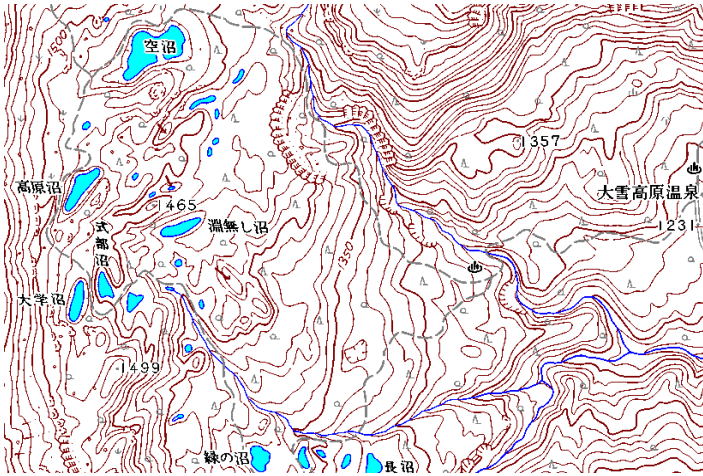 1500
空沼
1357
高原沼
大雪高原温泉
1465
式部沼
淵無し沼
1231
1350
大学沼
1499
緑の沼
長沼